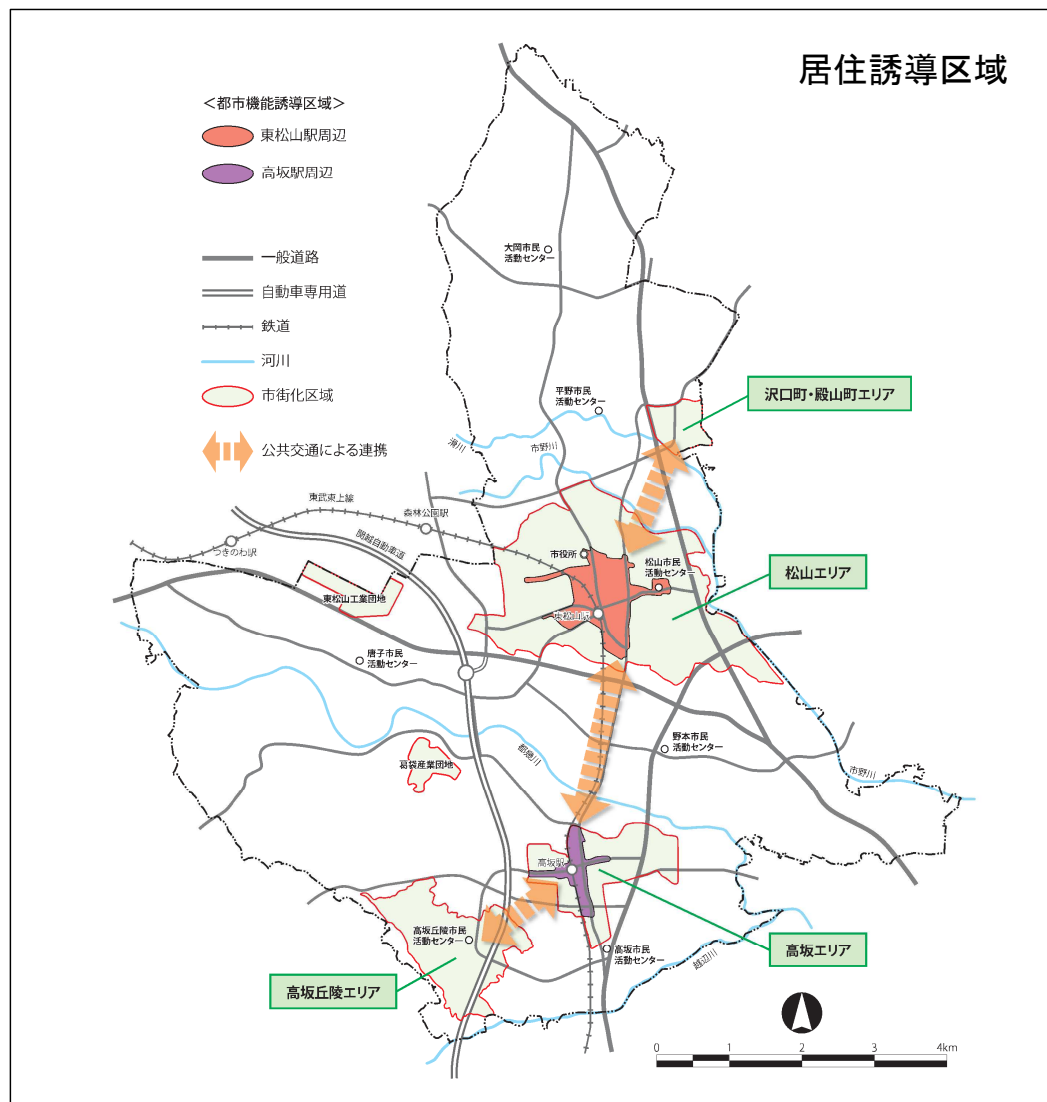 居住誘導区域
＜都市機能誘導区域＞
東松山駅周辺
高坂駅周辺
一般道路
自動車専用道
鉄道
河川
市街化区域
公共交通による連携
大岡市民
活動センター
平野市民
活動センター
沢口町・殿山町エリア
滑川
市野川
東武東上線
森林公園駅
つきのわ駅
関越自動車道
市役所
松山市民
活動センター
松山エリア
東松山工業団地
東松山駅
唐子市民
活動センター
野本市民
活動センター
都幾川
葛袋産業団地
市野川
高坂駅
高坂丘陵市民
活動センター
高坂市民
活動センター
高坂エリア
越辺川
高坂丘陵エリア
0 1 2 3 4km